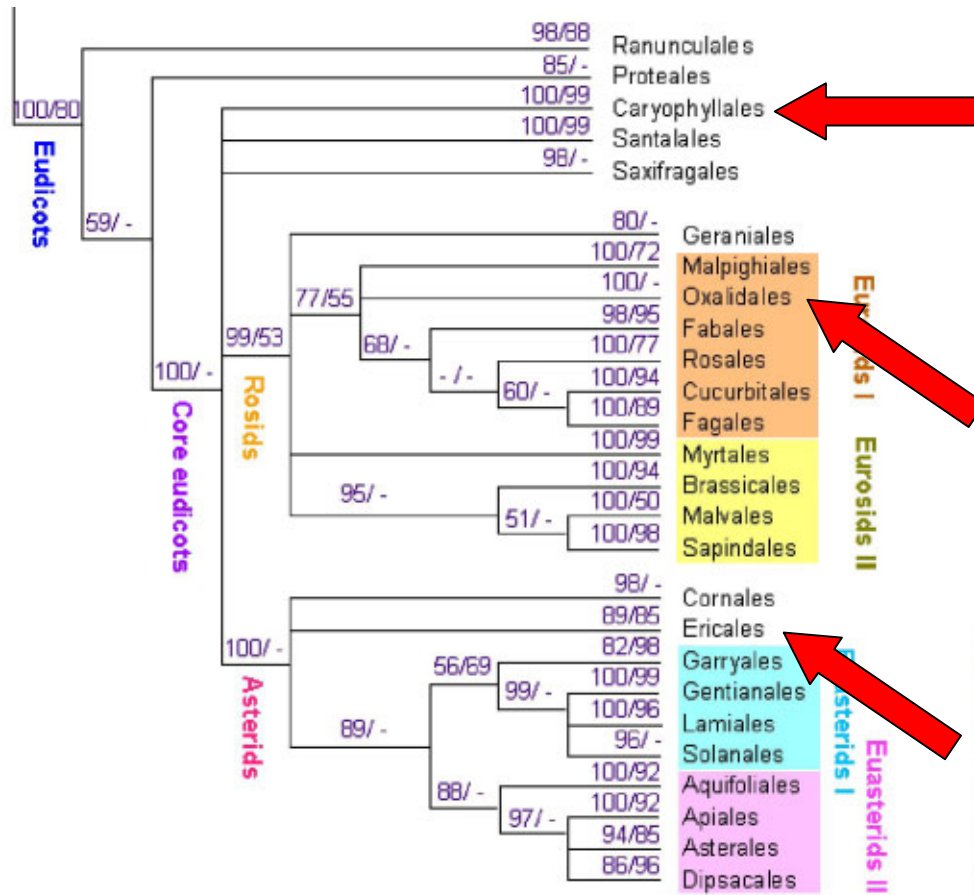 98/88
Ranunculales
85/ -
Proteales
100/80
100/99
Caryophyllales
100/99
Santalales
98/ -
Saxifragales
Eudicots
59/ -
80/ -
Geraniales
100/72
Malpighiales
77/55
100/ -
Oxalidales
98/95
Fabales
99/53
68/ -
100/77
Rosales
- / -
100/94
Cucurbitales
100/ -
60/ -
100/89
Fagales
Rosids
Core eudicots
100/99
Myrtales
100/94
Brassicales
95/ -
100/50
Malvales
51/ -
100/98
Sapindales
Eurosids II
98/ -
Cornales
89/85
Ericales
100/ -
82/98
Garryales
56/69
100/99
Gentianales
99/ -
100/96
Lamiales
Asterids
89/ -
96/ -
Solanales
100/92
Aquifoliales
88/ -
100/92
Apiales
97/ -
94/85
Asterales
86/96
Dipsacales
Euasterids II